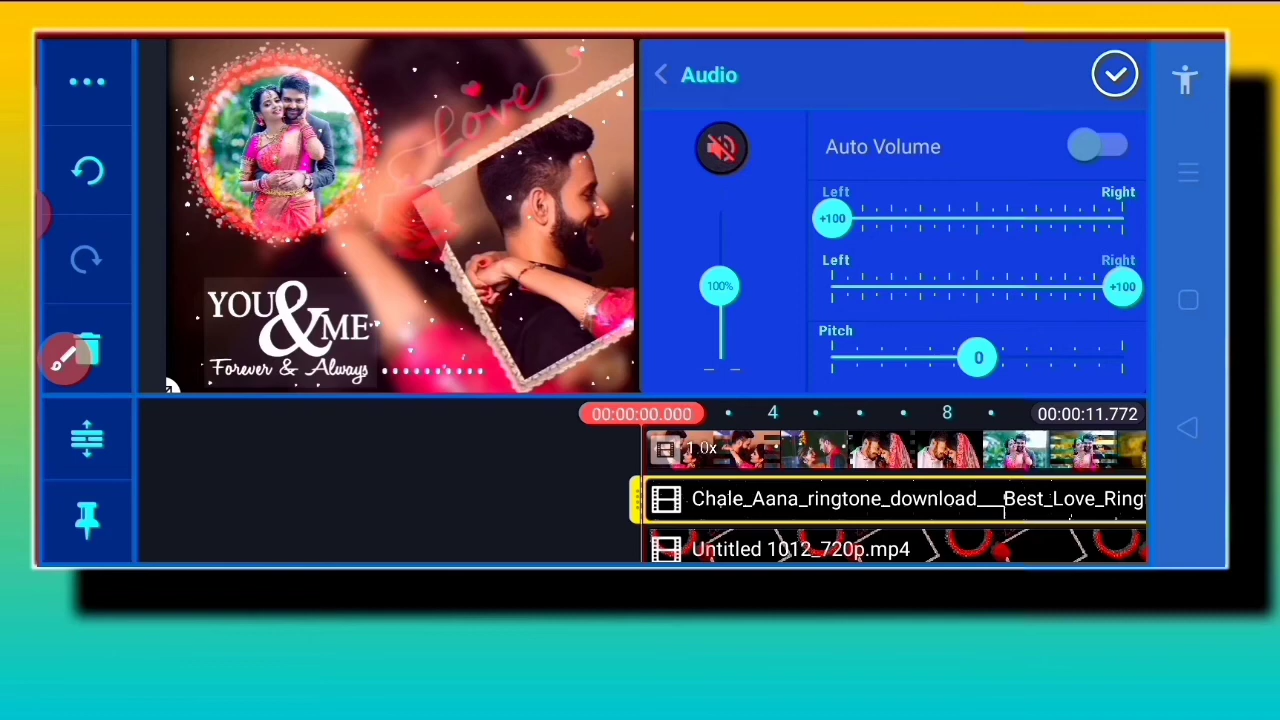 Audio
Auto Volume
Left Right
+100
Left Right
+100
100%
Pitch
0
Love
YOU & ME
Forever & Always
00:00:00.000 4 8 00:00:11.772
1.0x
Chale_Aana_ringtone_download___Best_Love_Ring
Untitled 1012_720p.mp4